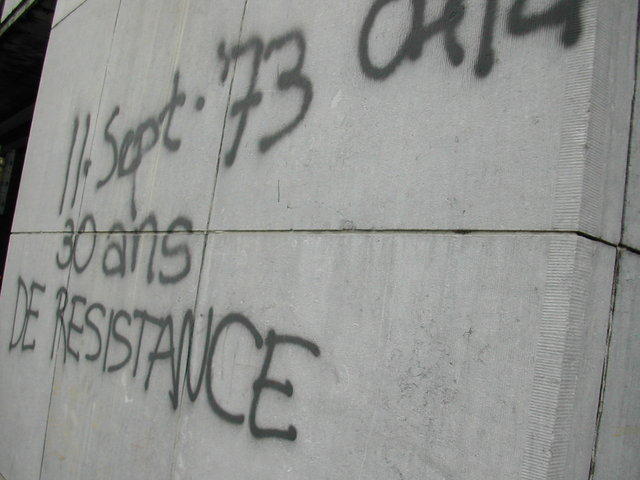 11. Sept. '73
30 ans
DE RESISTANCE